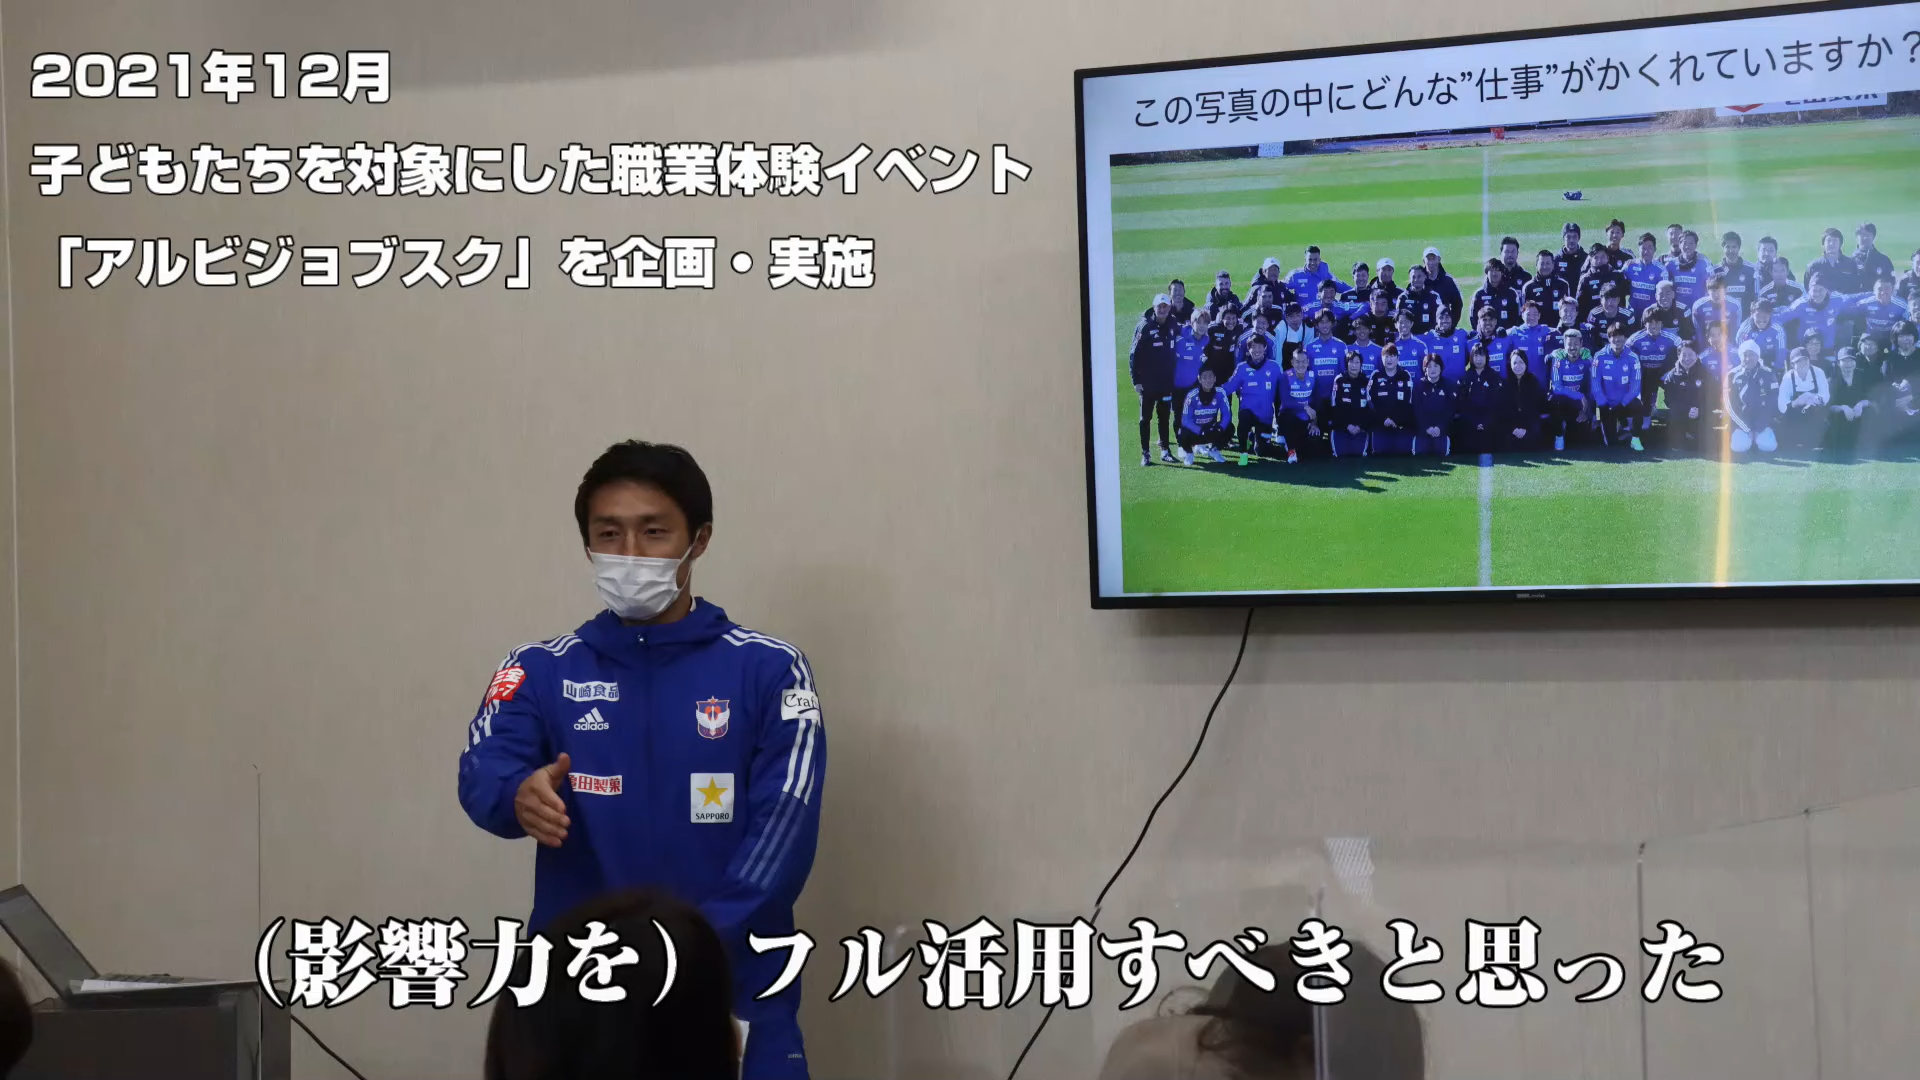 2021年12月
子どもたちを対象にした職業体験イベント
「アルビジョブスク」を企画・実施
この写真の中にどんな”仕事”がかくれていますか？
山崎食品
adidas
SAPPORO
（影響力を）フル活用すべきと思った